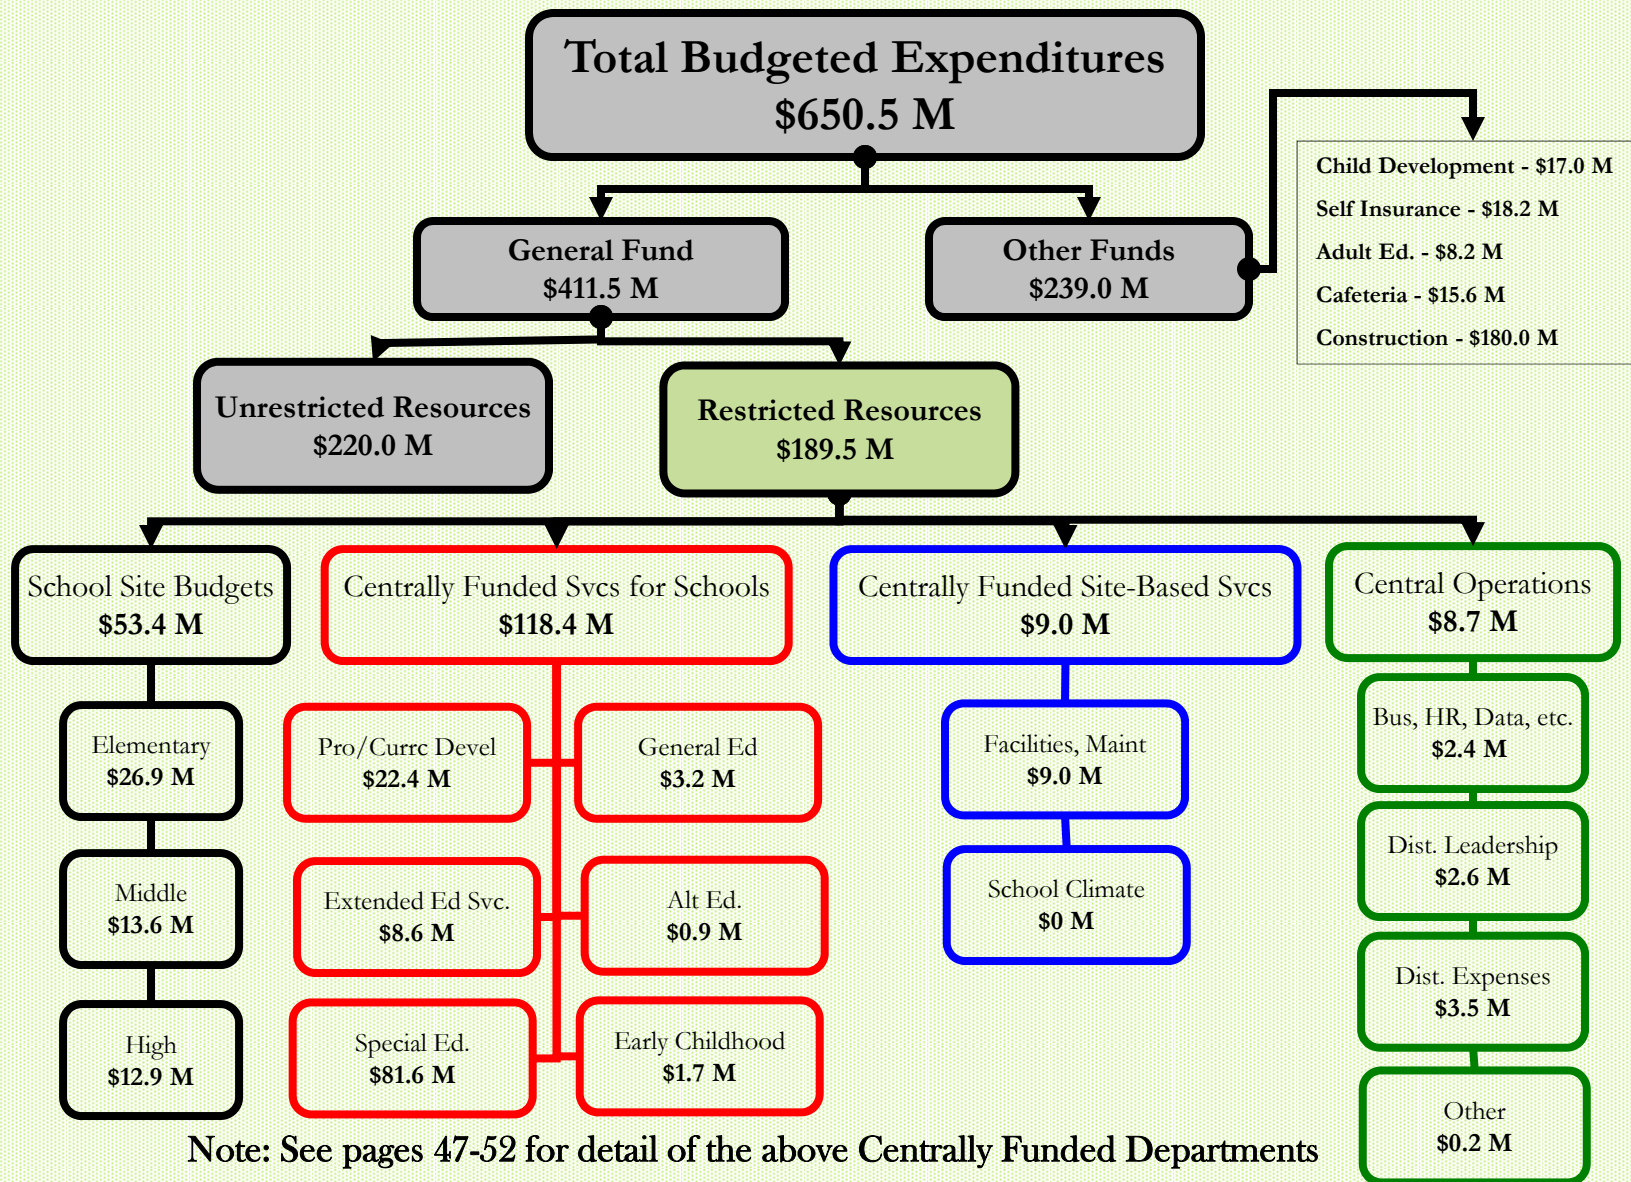 Total Budgeted Expenditures
$650.5 M
Child Development - $17.0 M
Self Insurance - $18.2 M
Adult Ed. - $8.2 M
Cafeteria - $15.6 M
Construction - $180.0 M
General Fund
$411.5 M
Other Funds
$239.0 M
Unrestricted Resources
$220.0 M
Restricted Resources
$189.5 M
School Site Budgets
$53.4 M
Centrally Funded Svcs for Schools
$118.4 M
Centrally Funded Site-Based Svcs
$9.0 M
Central Operations
$8.7 M
Elementary
$26.9 M
Middle
$13.6 M
High
$12.9 M
Pro/Currc Devel
$22.4 M
General Ed
$3.2 M
Extended Ed Svc.
$8.6 M
Alt Ed.
$0.9 M
Special Ed.
$81.6 M
Early Childhood
$1.7 M
Facilities, Maint
$9.0 M
School Climate
$0 M
Bus, HR, Data, etc.
$2.4 M
Dist. Leadership
$2.6 M
Dist. Expenses
$3.5 M
Other
$0.2 M
Note: See pages 47-52 for detail of the above Centrally Funded Departments